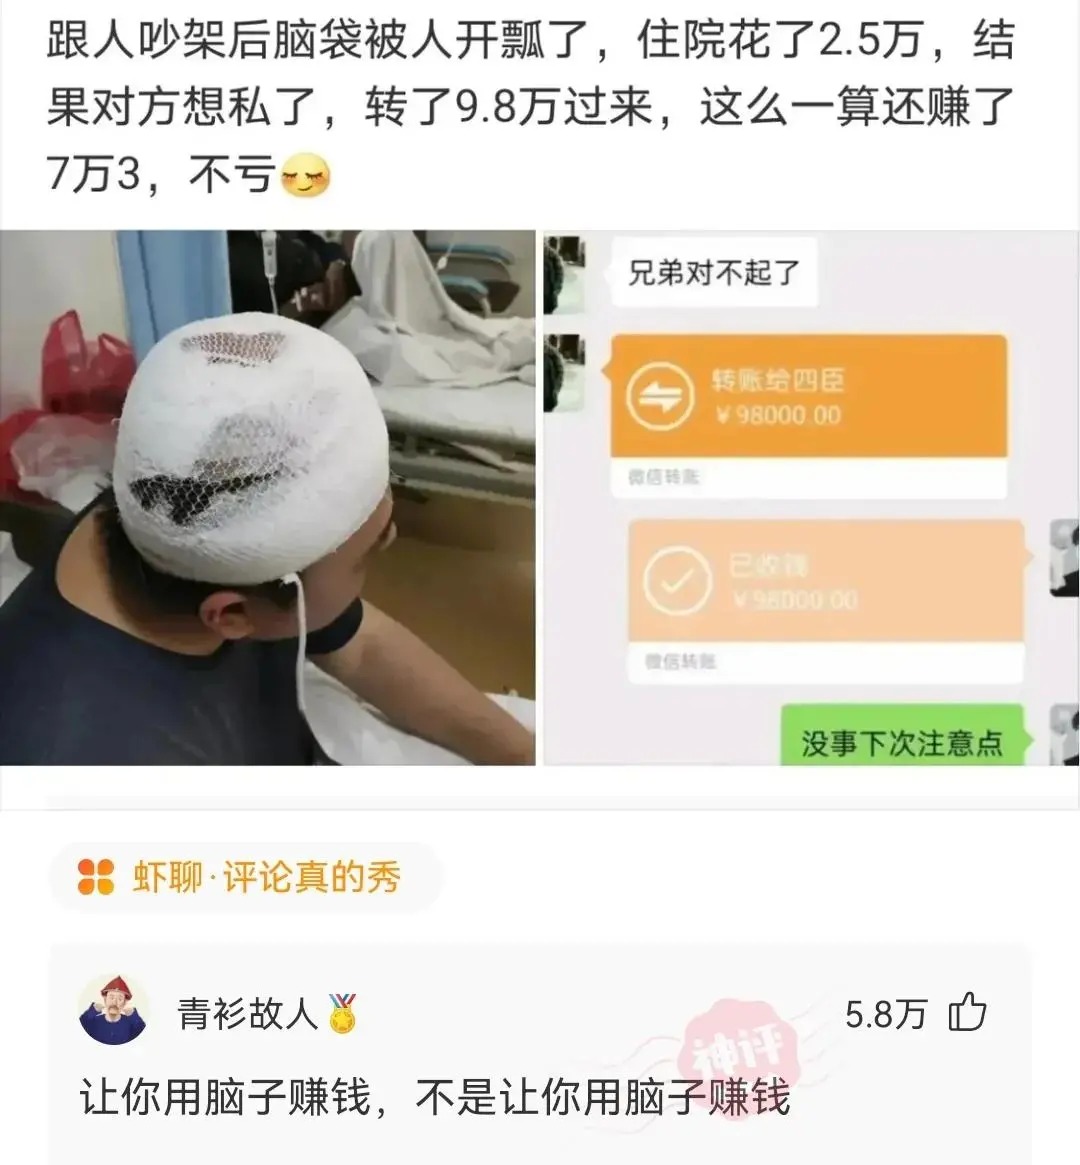 跟人吵架后脑袋被人开瓢了，住院花了2.5万，结
果对方想私了，转了9.8万过来，这么一算还赚了
7万3，不亏😌
兄弟对不起了
转账给四臣
￥98000.00
微信转账
已收钱
￥98000.00
微信转账
没事下次注意点
虾聊·评论真的秀
青衫故人🏅
5.8万
神评
让你用脑子赚钱，不是让你用脑子赚钱